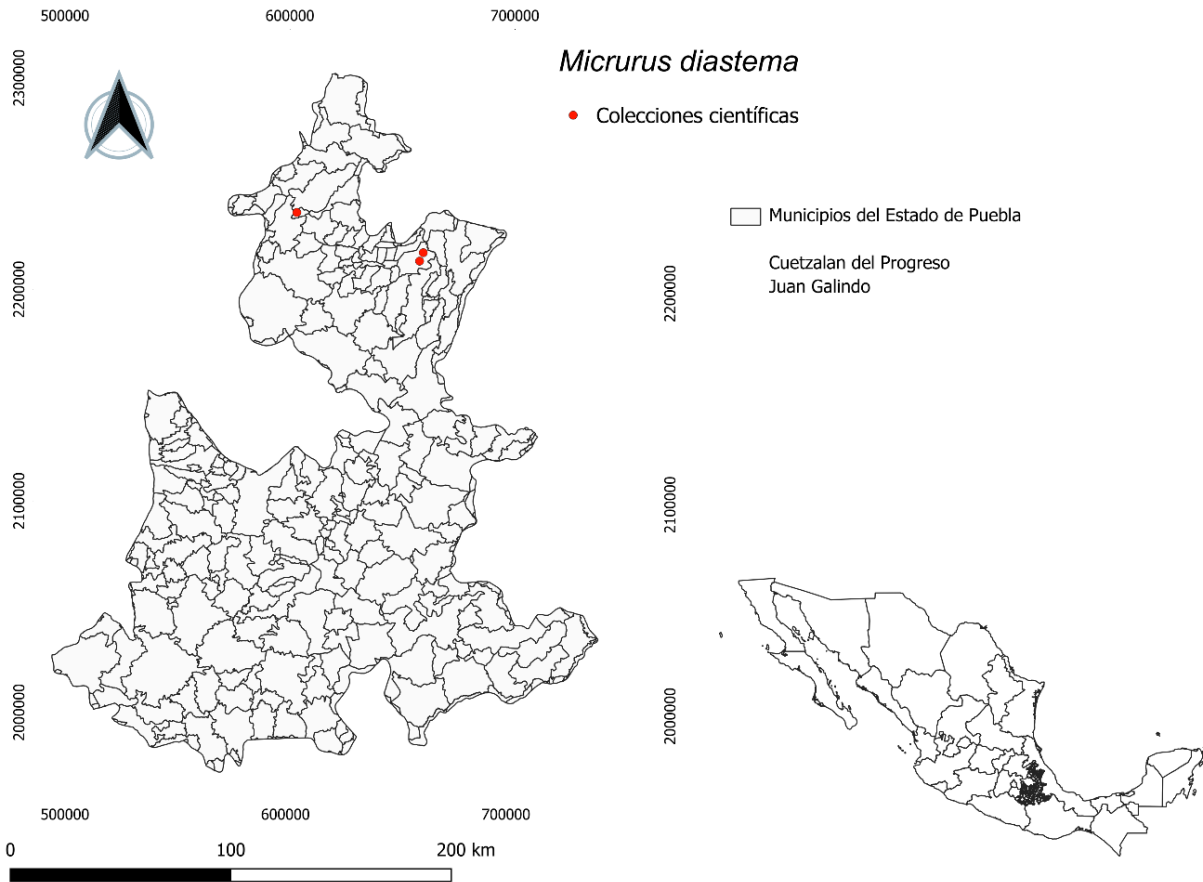 500000 600000 700000
Micrurus diastema
2300000
Colecciones científicas
Municipios del Estado de Puebla
Cuetzalan del Progreso
Juan Galindo
2200000 2200000
2100000 2100000
2000000 2000000
500000 600000 700000
0 100 200 km